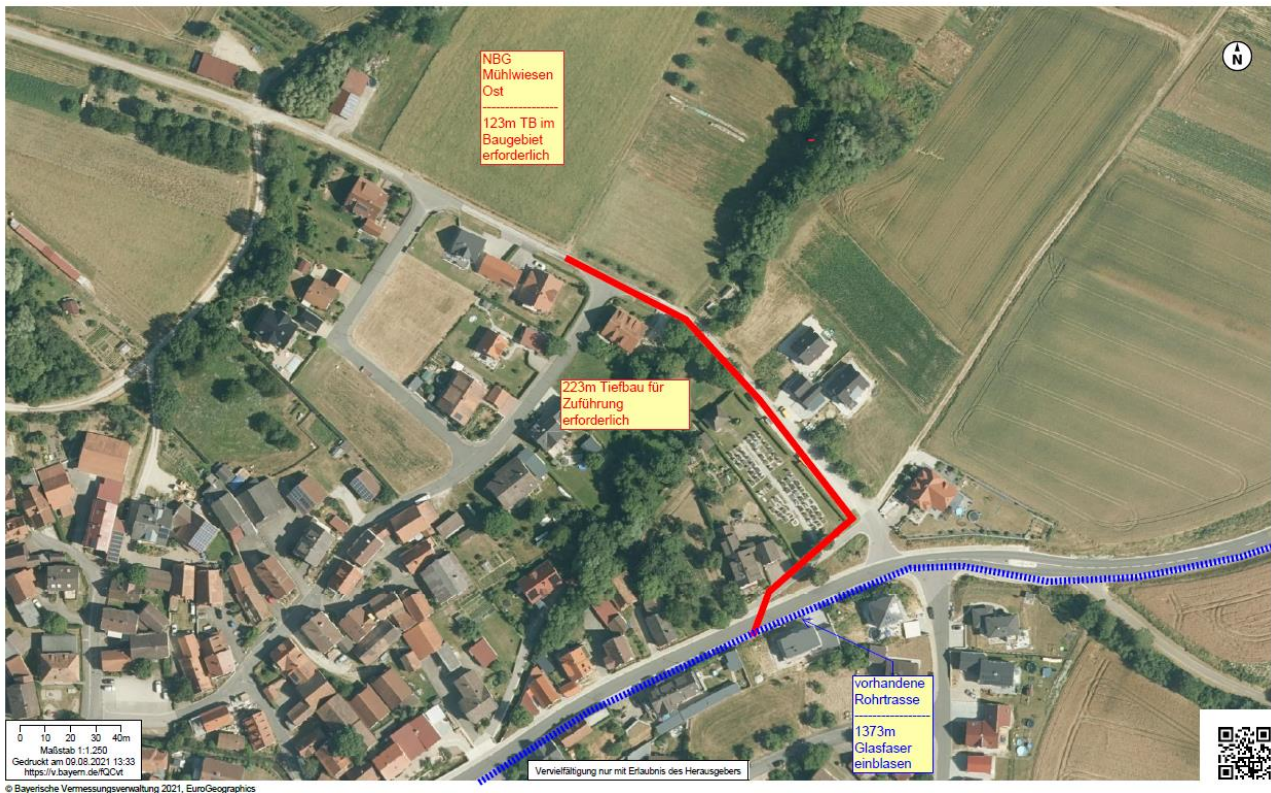 NBG
Mühlwiesen
Ost
------------------
123m TB im
Baugebiet
erforderlich
N
223m Tiefbau für
Zuführung
erforderlich
vorhandene
Rohrtrasse
------------------
1373m
Glasfaser
einblasen
0 10 20 30 40m
Maßstab 1:1.250
Gedruckt am 09.08.2021 13:33
https://v.bayern.de/fQCvt
Vervielfältigung nur mit Erlaubnis des Herausgebers
© Bayerische Vermessungsverwaltung 2021, EuroGeographics